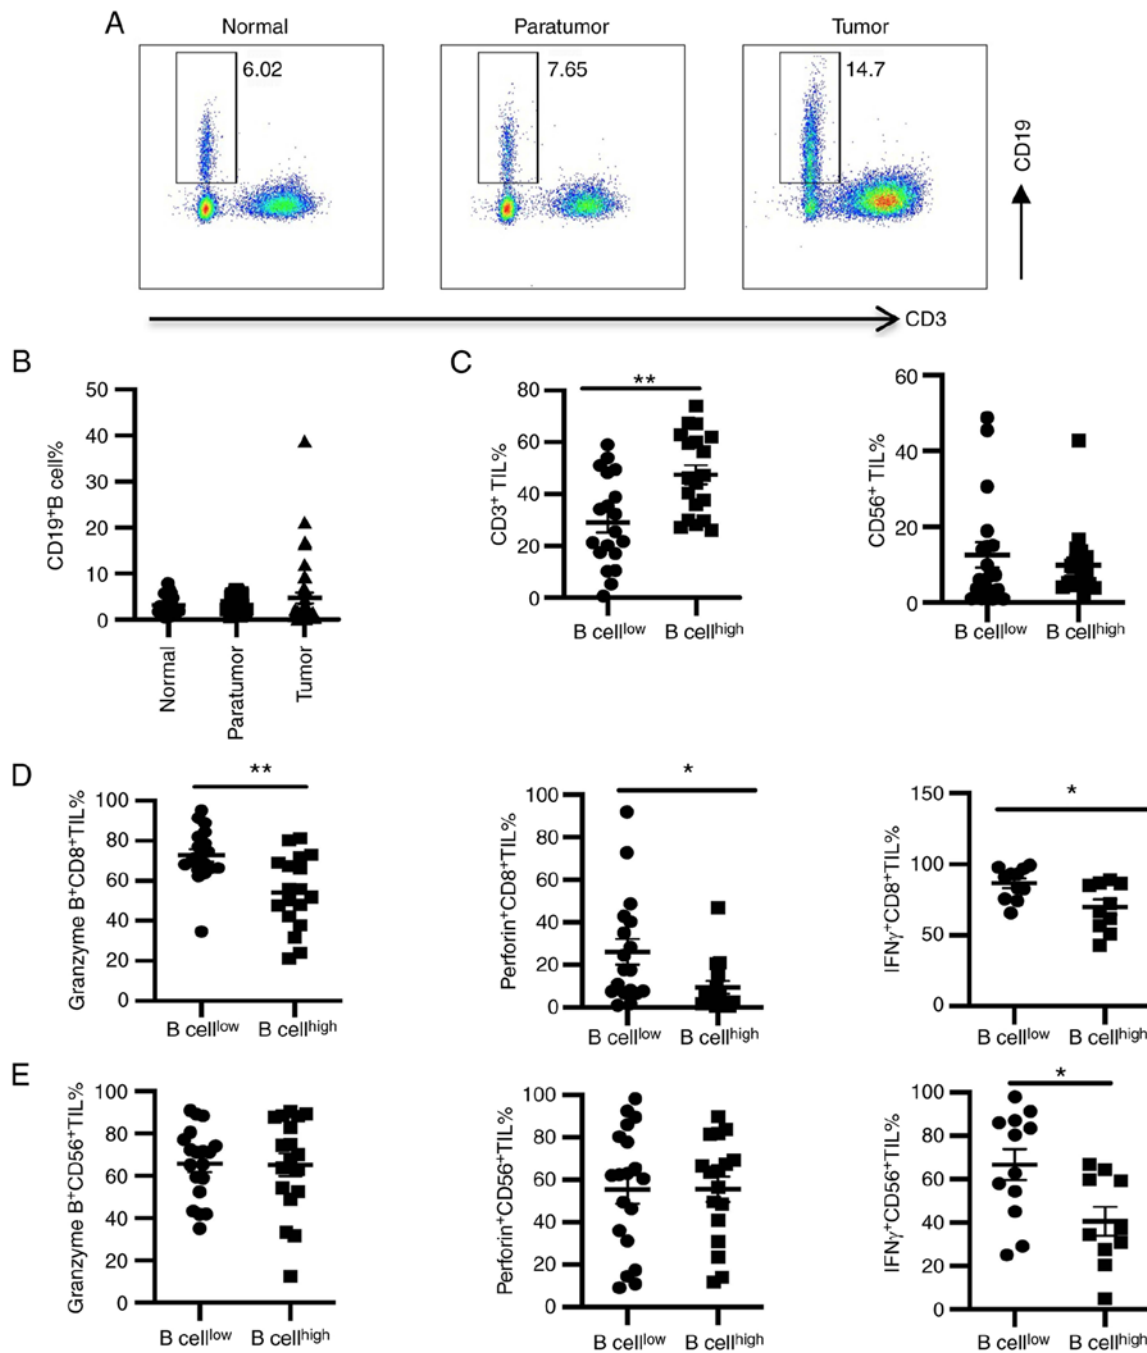 A
Normal
Paratumor
Tumor
6.02
7.65
14.7
CD19
CD3
B
CD19⁺B cell%
50
40
30
20
10
0
Normal
Paratumor
Tumor
C
CD3⁺ TIL%
80
60
40
20
0
**
B cellˡᵒʷ
B cellʰⁱᵍʰ
CD56⁺ TIL%
60
40
20
0
B cellˡᵒʷ
B cellʰⁱᵍʰ
D
Granzyme B⁺CD8⁺TIL%
100
80
60
40
20
0
**
B cellˡᵒʷ
B cellʰⁱᵍʰ
Perforin⁺CD8⁺TIL%
100
80
60
40
20
0
*
B cellˡᵒʷ
B cellʰⁱᵍʰ
IFNγ⁺CD8⁺TIL%
150
100
50
0
*
B cellˡᵒʷ
B cellʰⁱᵍʰ
E
Granzyme B⁺CD56⁺TIL%
100
80
60
40
20
0
B cellˡᵒʷ
B cellʰⁱᵍʰ
Perforin⁺CD56⁺TIL%
100
80
60
40
20
0
B cellˡᵒʷ
B cellʰⁱᵍʰ
IFNγ⁺CD56⁺TIL%
100
80
60
40
20
0
*
B cellˡᵒʷ
B cellʰⁱᵍʰ